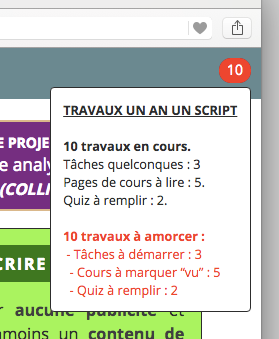 10
TRAVAUX UN AN UN SCRIPT
10 travaux en cours.
Tâches quelconques : 3
Pages de cours à lire : 5.
Quiz à remplir : 2.
10 travaux à amorcer :
- Tâches à démarrer : 3
- Cours à marquer “vu” : 5
- Quiz à remplir : 2
E PROJE
e analy
(COLLI
CRIRE
r aucune publicité et
nmoins un contenu de